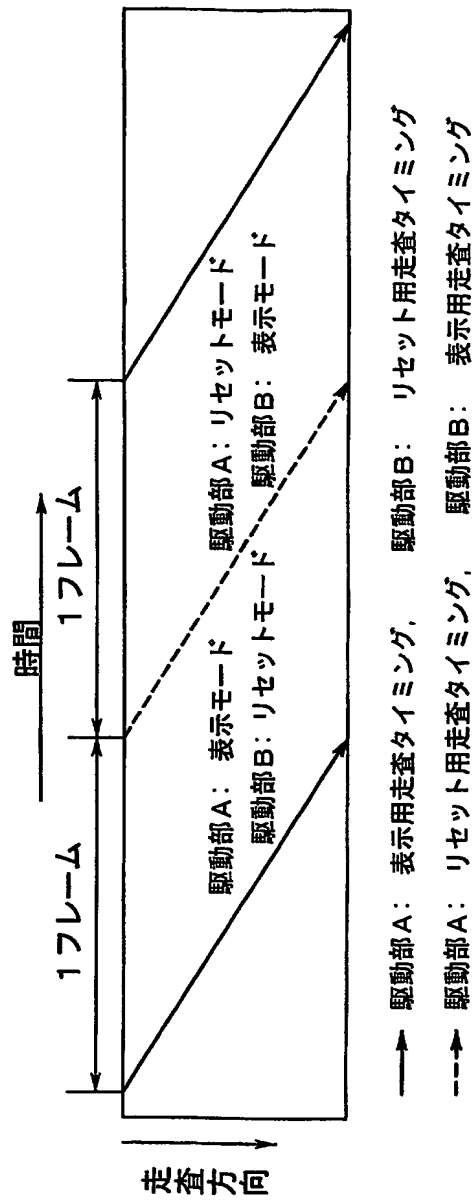 時間
1フレーム
1フレーム
走査方向
駆動部A: 表示モード
駆動部B: リセットモード
駆動部A: リセットモード
駆動部B: 表示モード
駆動部A: 表示用走査タイミング, 駆動部B: リセット用走査タイミング
駆動部A: リセット用走査タイミング, 駆動部B: 表示用走査タイミング